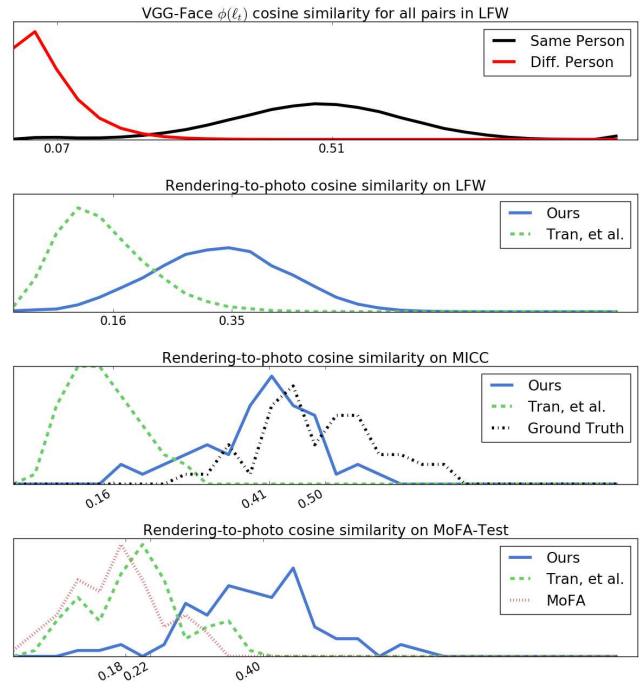 VGG-Face ϕ(ℓₜ) cosine similarity for all pairs in LFW
Same Person
Diff. Person
0.07
0.51
Rendering-to-photo cosine similarity on LFW
Ours
Tran, et al.
0.16
0.35
Rendering-to-photo cosine similarity on MICC
Ours
Tran, et al.
Ground Truth
0.16
0.41
0.50
Rendering-to-photo cosine similarity on MoFA-Test
Ours
Tran, et al.
MoFA
0.18
0.22
0.40